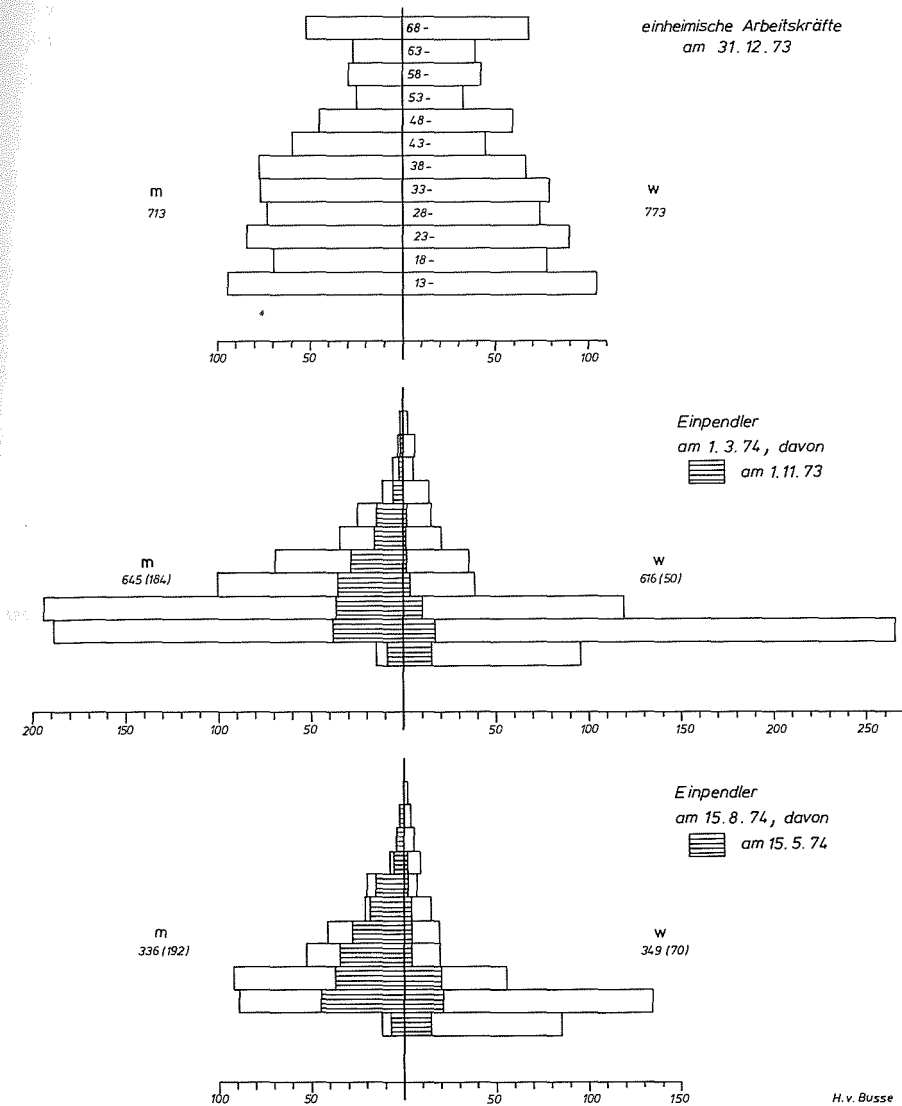 einheimische Arbeitskräfte
am 31.12.73
68-
63-
58-
53-
48-
43-
38-
33-
28-
23-
18-
13-
m
713
w
773
100 50 50 100
Einpendler
am 1.3.74, davon
am 1.11.73
m
645 (184)
w
616 (50)
200 150 100 50 50 100 150 200 250
Einpendler
am 15.8.74, davon
am 15.5.74
m
336 (192)
w
349 (70)
100 50 50 100 150
H.v. Busse